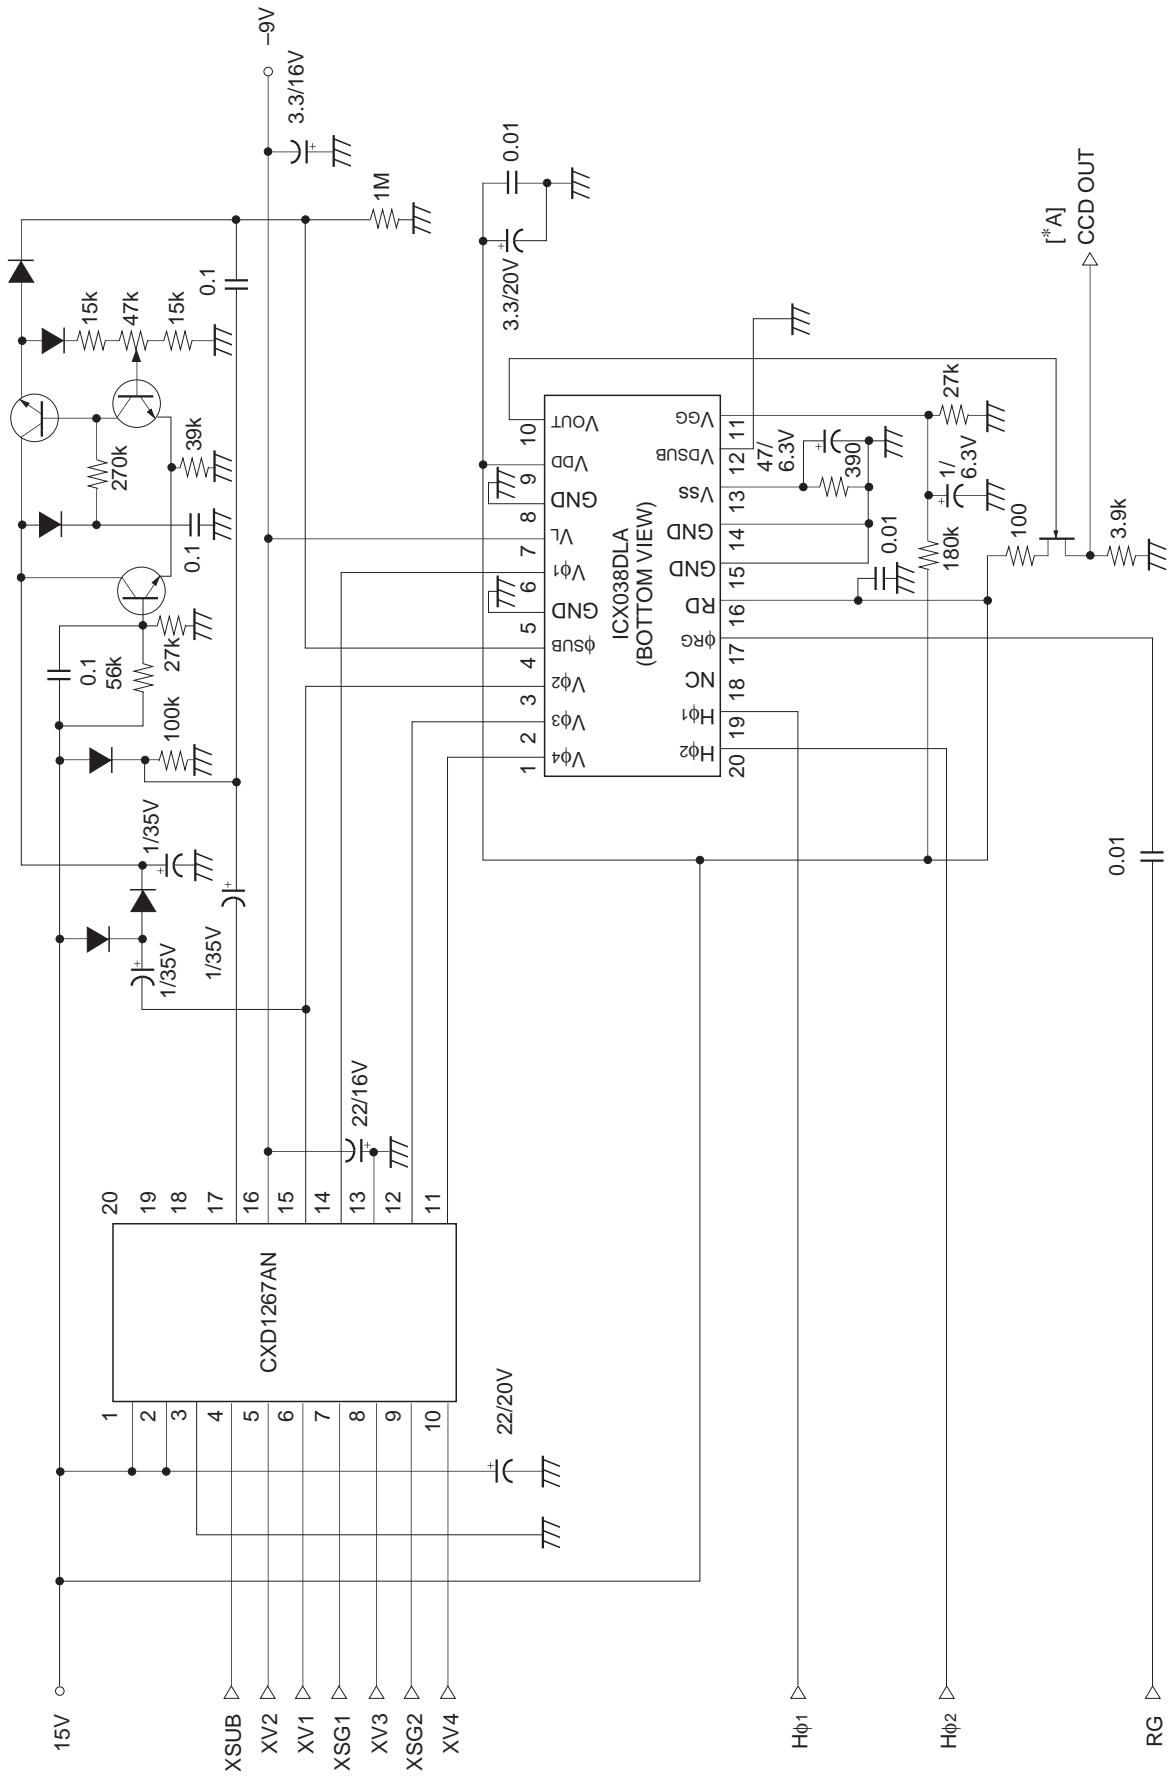 15V
XSUB
XV2
XV1
XSG1
XV3
XSG2
XV4
Hϕ1
Hϕ2
RG
1
2
3
4
5
6
7
8
9
10
CXD1267AN
20
19
18
17
16
15
14
13
12
11
22/20V
22/16V
1/35V
1/35V
1/35V
100k
0.1
56k
27k
0.1
270k
39k
15k
47k
15k
0.1
1M
3.3/16V
–9V
3.3/20V
0.01
1
2
3
4
5
6
7
8
9
10
Vϕ4
Vϕ3
Vϕ2
ϕSUB
GND
Vϕ1
VL
GND
VDD
VOUT
ICX038DLA
(BOTTOM VIEW)
Hϕ2
Hϕ1
NC
ϕRG
RD
GND
GND
VSS
VDSUB
VGG
20
19
18
17
16
15
14
13
12
11
47/
6.3V
390
0.01
180k
1/
6.3V
27k
100
3.9k
0.01
[*A]
CCD OUT